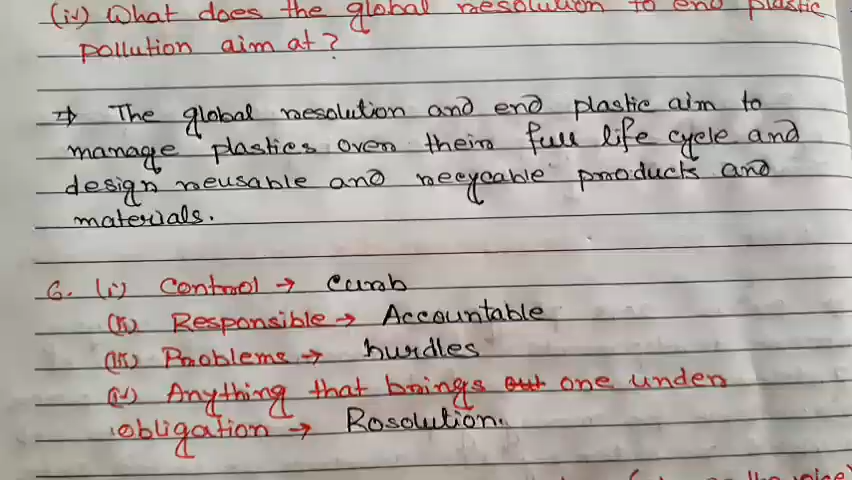 (iv) What does the global resolution to end plastic
pollution aim at?
⇒ The global resolution and end plastic aim to
manage plastics over their full life cycle and
design reusable and recycable products and
materials.
6. (i) Control → curb
(ii) Responsible → Accountable
(iii) Problems → hurdles
(iv) Anything that brings out one under
obligation → Rosolution.